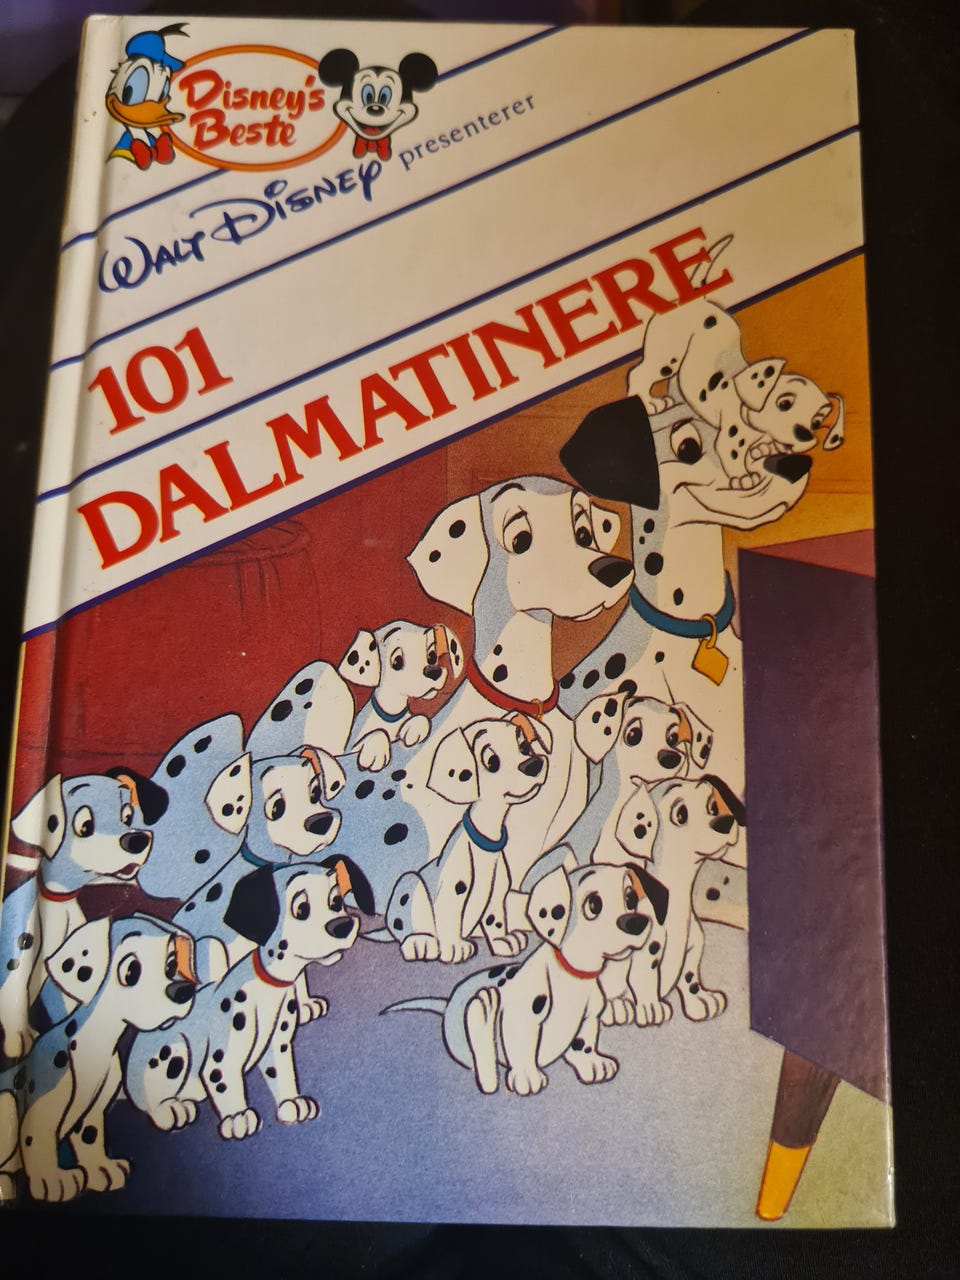 Disney's
Beste
WALT DISNEY presenterer
101
DALMATINERE